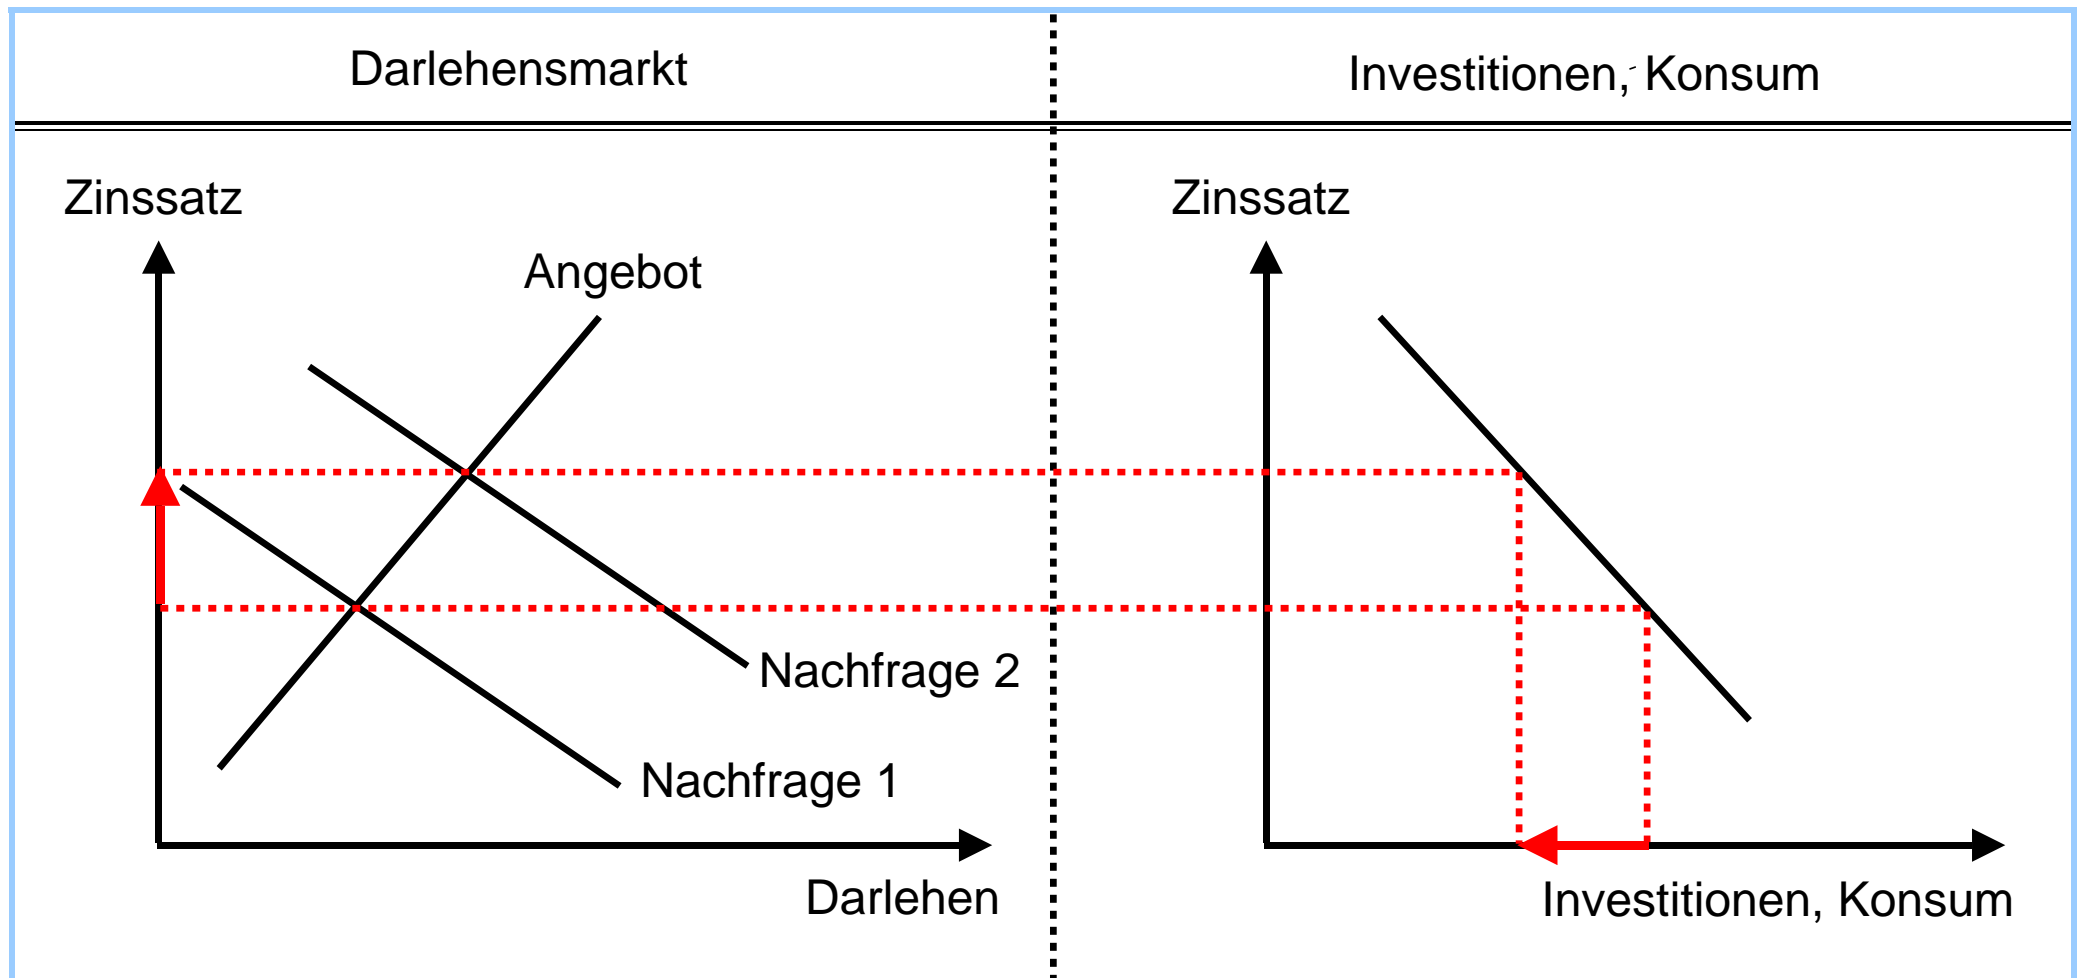 Darlehensmarkt
Investitionen, Konsum
Zinssatz
Angebot
Nachfrage 2
Nachfrage 1
Darlehen
Zinssatz
Investitionen, Konsum